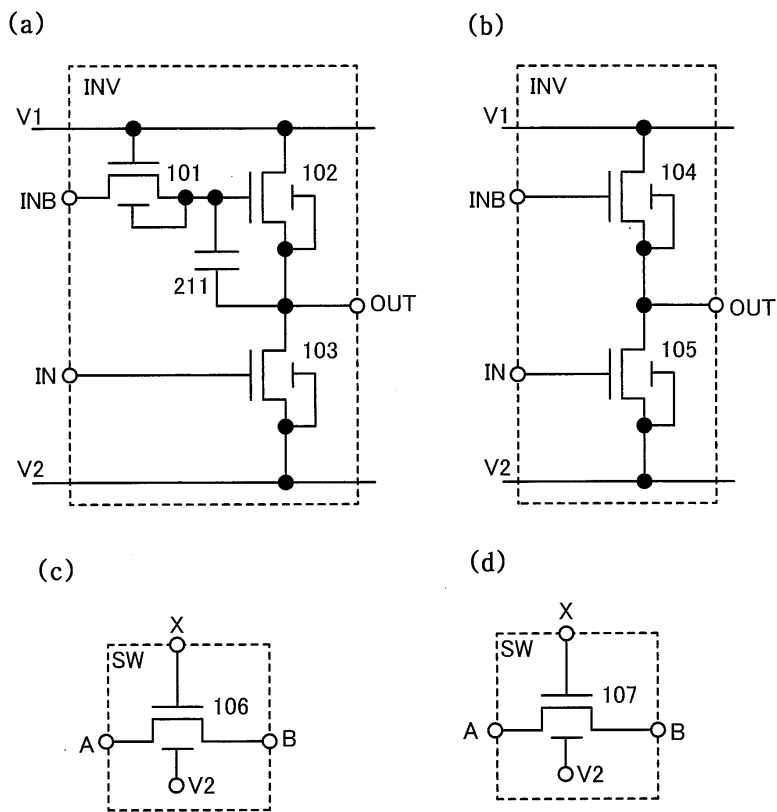 (a)
INV
V1
101
102
INB
211
OUT
103
IN
V2
(b)
INV
V1
104
INB
OUT
105
IN
V2
(c)
X
SW
106
A
B
V2
(d)
X
SW
107
A
B
V2